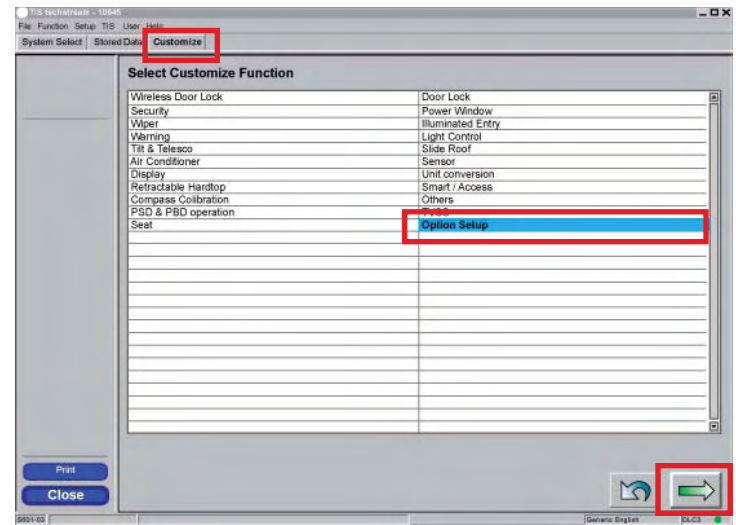 TIS techstream - 10645
File Function Setup TIS User Help
System Select Stored Data Customize
Select Customize Function
Wireless Door Lock Door Lock
Security Power Window
Wiper Illuminated Entry
Warning Light Control
Tilt & Telesco Slide Roof
Air Conditioner Sensor
Display Unit conversion
Retractable Hardtop Smart / Access
Compass Colibration Others
PSD & PBD operation
Seat Option Setup
Print
Close
S601-03 Generic English DLC3